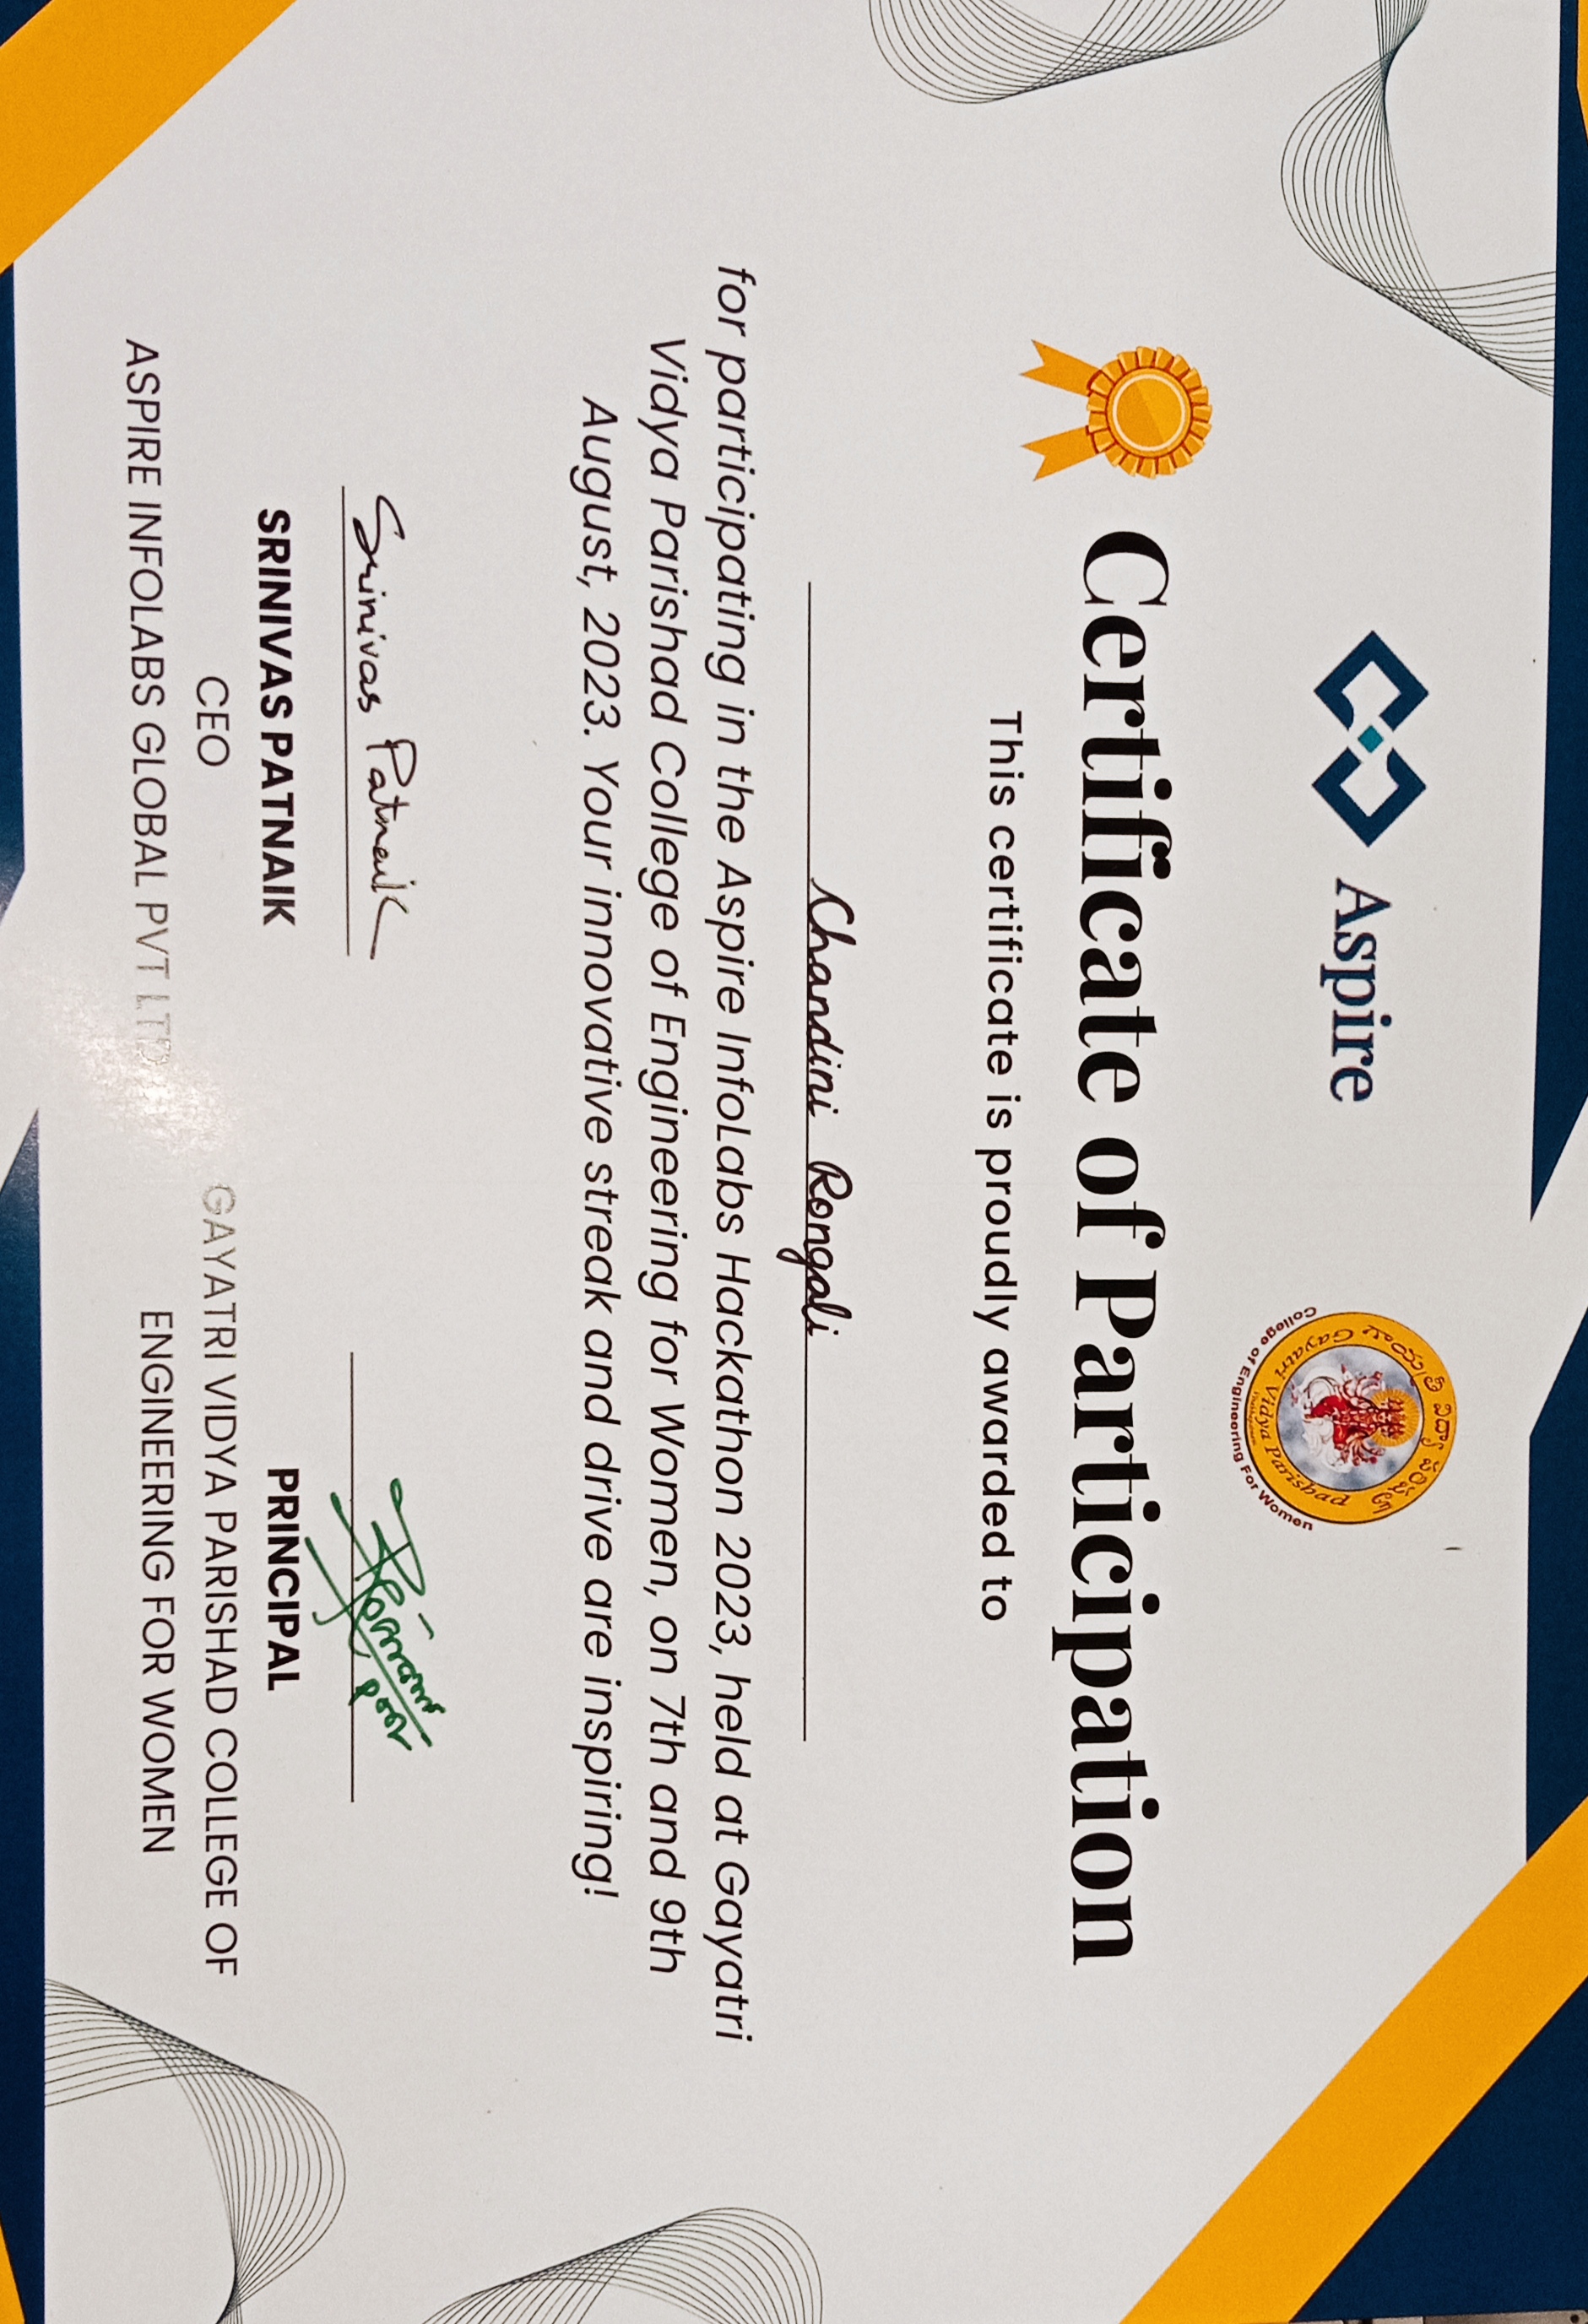 Aspire
గాయత్రీ విద్యా పరిషత్
Gayatri Vidya Parishad
College of Engineering For Women
Certificate of Participation
This certificate is proudly awarded to
Chandini Rongali
for participating in the Aspire InfoLabs Hackathon 2023, held at Gayatri
Vidya Parishad College of Engineering for Women, on 7th and 9th
August, 2023. Your innovative streak and drive are inspiring!
Srinivas Patnaik
SRINIVAS PATNAIK
CEO
ASPIRE INFOLABS GLOBAL PVT LTD
PRINCIPAL
GAYATRI VIDYA PARISHAD COLLEGE OF
ENGINEERING FOR WOMEN